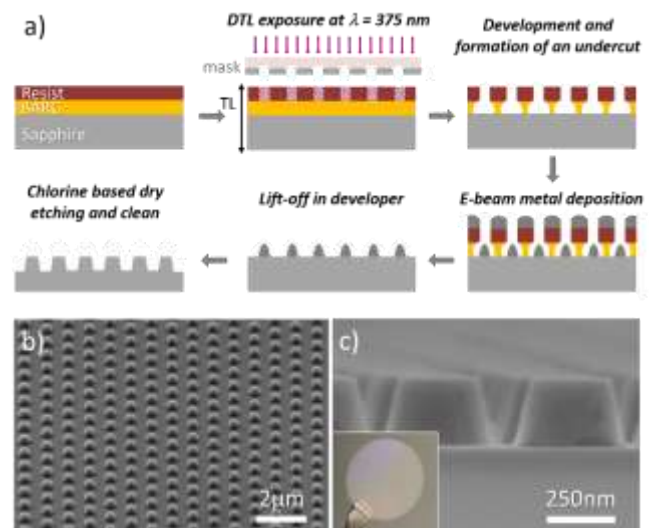 a)
DTL exposure at λ = 375 nm
Development and
formation of an undercut
mask
Resist
BARC
TL
Sapphire
Chlorine based dry
etching and clean
Lift-off in developer
E-beam metal deposition
b)
c)
2μm
250nm